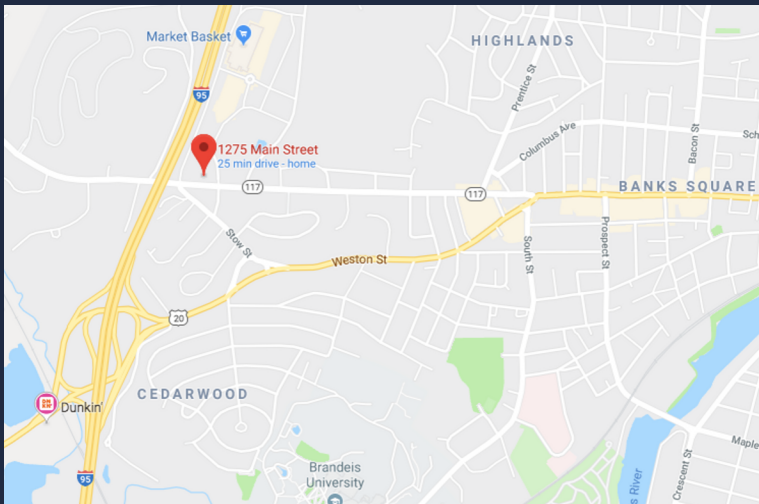 HIGHLANDS
Market Basket
95
Prentice St
Columbus Ave
Bacon St
Sch
1275 Main Street
25 min drive - home
117
117
BANKS SQUARE
Stow St
Weston St
South St
Prospect St
20
CEDARWOOD
Dunkin'
Brandeis
University
95
Maple
Crescent St
s River